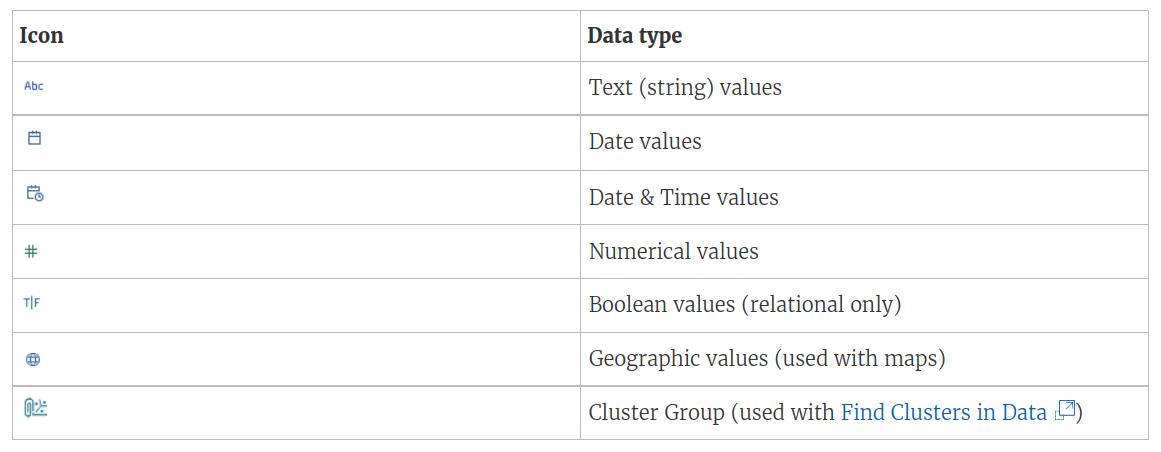 Icon Data type
Abc Text (string) values
Date values
Date & Time values
# Numerical values
T|F Boolean values (relational only)
Geographic values (used with maps)
Cluster Group (used with Find Clusters in Data )